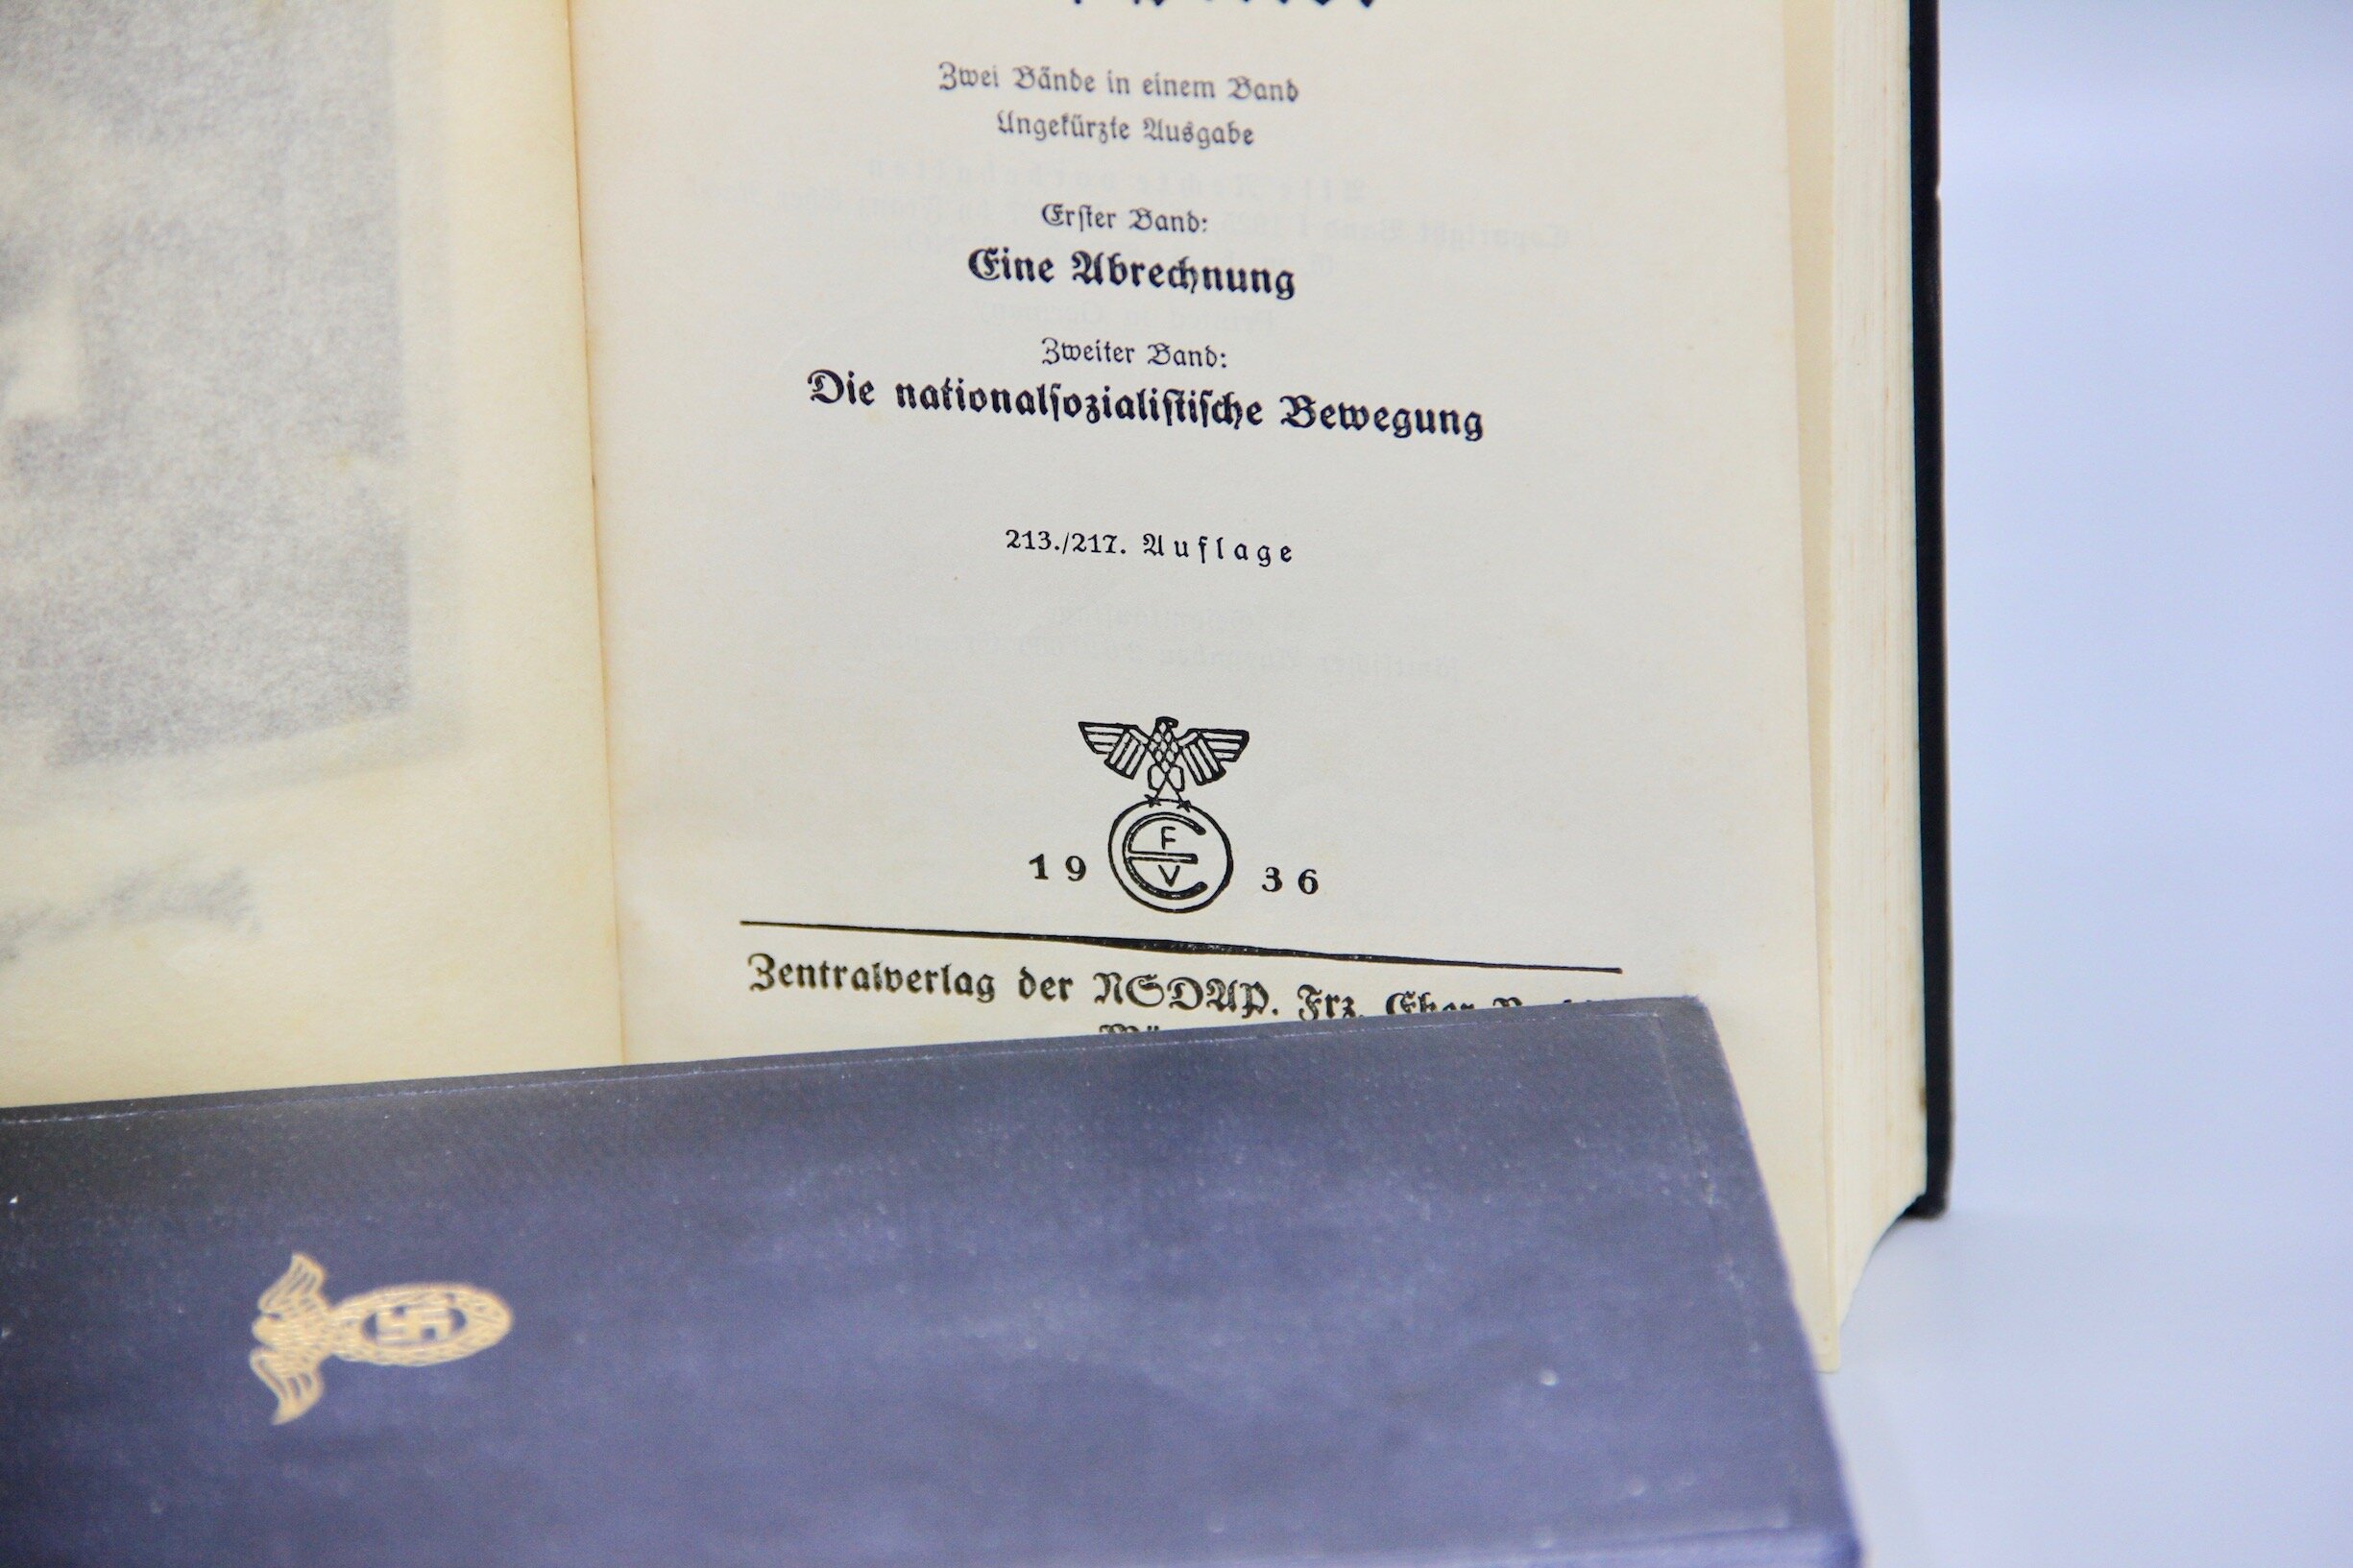 Zwei Bände in einem Band
Ungekürzte Ausgabe
Erster Band:
Eine Abrechnung
Zweiter Band:
Die nationalsozialistische Bewegung
213./217. Auflage
F
E
V
19 36
Zentralverlag der NSDAP. Frz. Eher